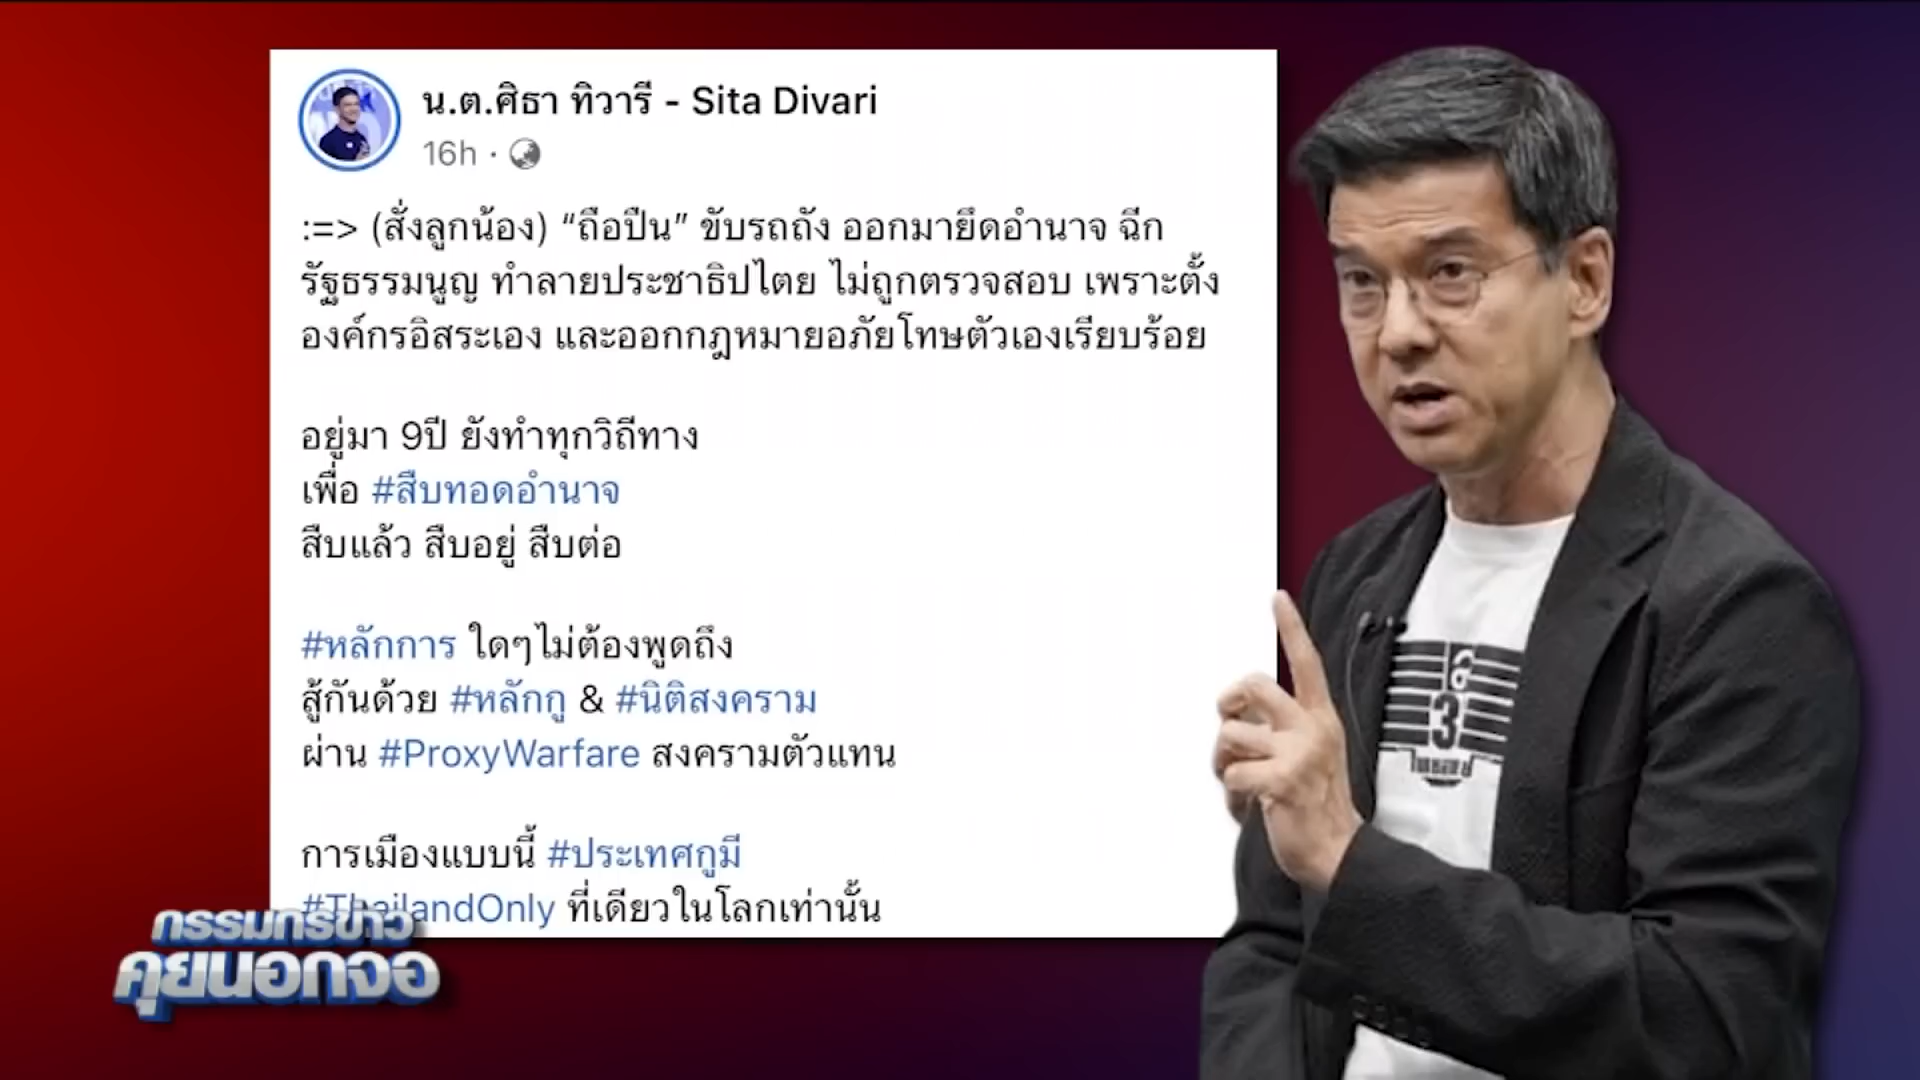 น.ต.ศิธา ทิวารี - Sita Divari
16h ·
:=> (สั่งลูกน้อง) “ถือปืน” ขับรถถัง ออกมายึดอำนาจ ฉีก
รัฐธรรมนูญ ทำลายประชาธิปไตย ไม่ถูกตรวจสอบ เพราะตั้ง
องค์กรอิสระเอง และออกกฎหมายอภัยโทษตัวเองเรียบร้อย
อยู่มา 9ปี ยังทำทุกวิถีทาง
เพื่อ #สืบทอดอำนาจ
สืบแล้ว สืบอยู่ สืบต่อ
#หลักการ ใดๆไม่ต้องพูดถึง
สู้กันด้วย #หลักกู & #นิติสงคราม
ผ่าน #ProxyWarfare สงครามตัวแทน
การเมืองแบบนี้ #ประเทศกูมี
#ThailandOnly ที่เดียวในโลกเท่านั้น
กรรมกรข่าว
คุยนอกจอ
ส
3